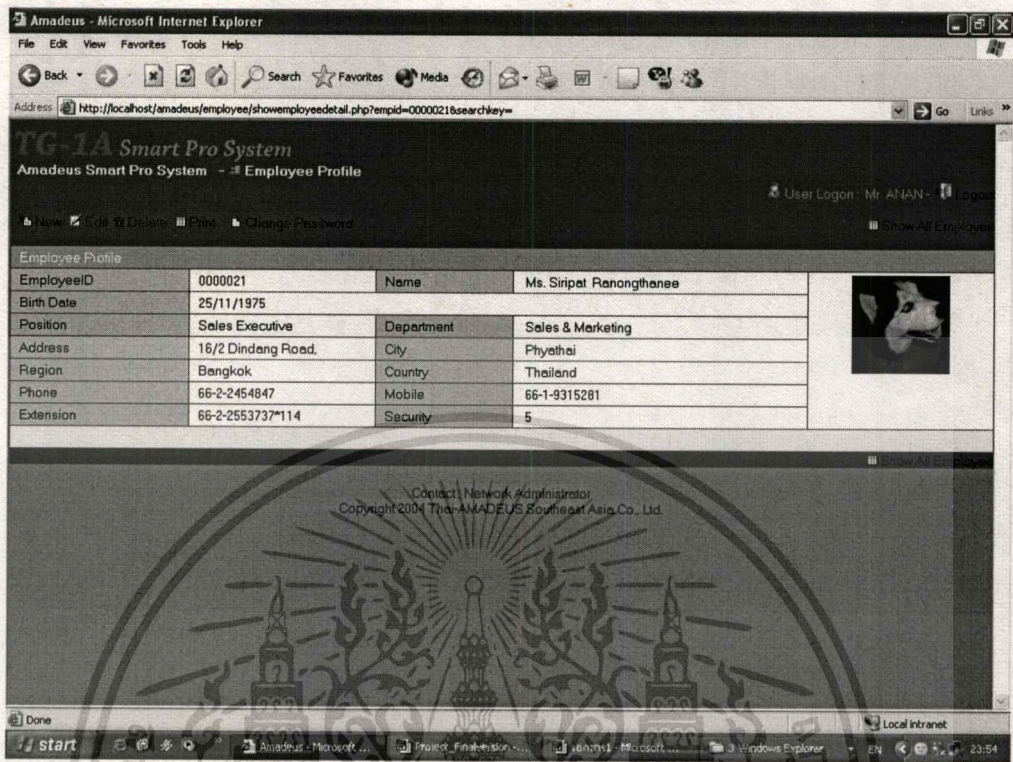 Amadeus - Microsoft Internet Explorer
File Edit View Favorites Tools Help
Back Search Favorites Media
Address http://localhost/amadeus/employee/showemployeedetail.php?empid=0000021&searchkey= Go Links »
TG-1A Smart Pro System
Amadeus Smart Pro System - Employee Profile
User Logon : Mr. ANAN - Logout
New Edit Delete Print Change Password Show All Employee
Employee Profile
EmployeeID 0000021 Name Ms. Siripat Ranongthanee
Birth Date 25/11/1975
Position Sales Executive Department Sales & Marketing
Address 16/2 Dindang Road, City Phyathai
Region Bangkok Country Thailand
Phone 66-2-2454847 Mobile 66-1-9315281
Extension 66-2-2553737*114 Security 5
Show All Employee
Contact : Network Administrator
Copyright 2004 Thai-AMADEUS Southeast Asia Co., Ltd.
Done Local intranet
start » Amadeus - Microsoft ... Project_Finalversion -... - Microsoft ... 3 Windows Explorer EN 23:54